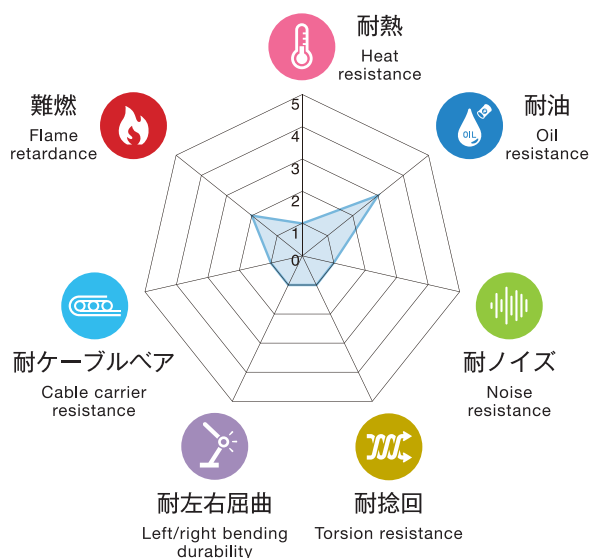 耐熱
Heat
resistance
難燃
Flame
retardance
耐油
Oil
resistance
OIL
5
4
3
2
1
0
耐ケーブルベア
Cable carrier
resistance
耐ノイズ
Noise
resistance
耐左右屈曲
Left/right bending
durability
耐捻回
Torsion resistance